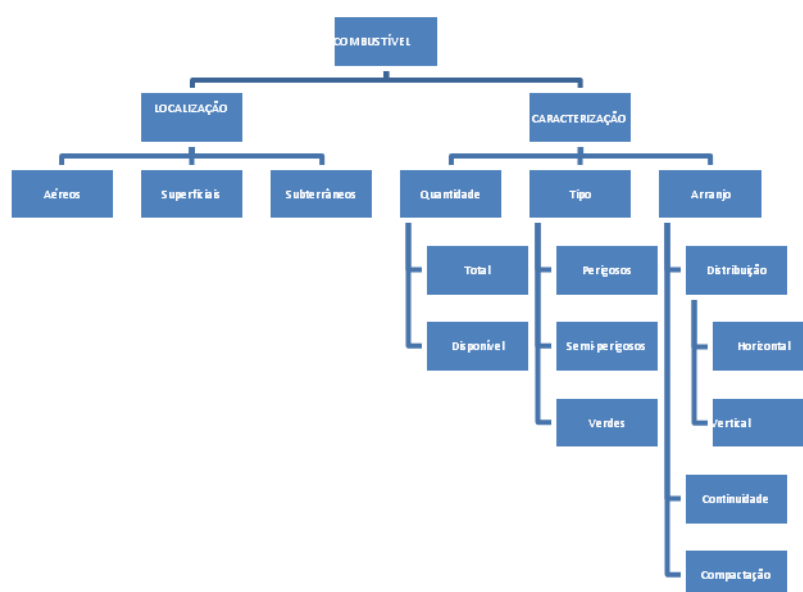 COMBUSTÍVEL
LOCALIZAÇÃO
CARACTERIZAÇÃO
Aéreos
Superficiais
Subterrâneos
Quantidade
Tipo
Arranjo
Total
Perigosos
Distribuição
Disponível
Semi-perigosos
Horizontal
Verdes
Vertical
Continuidade
Compactação